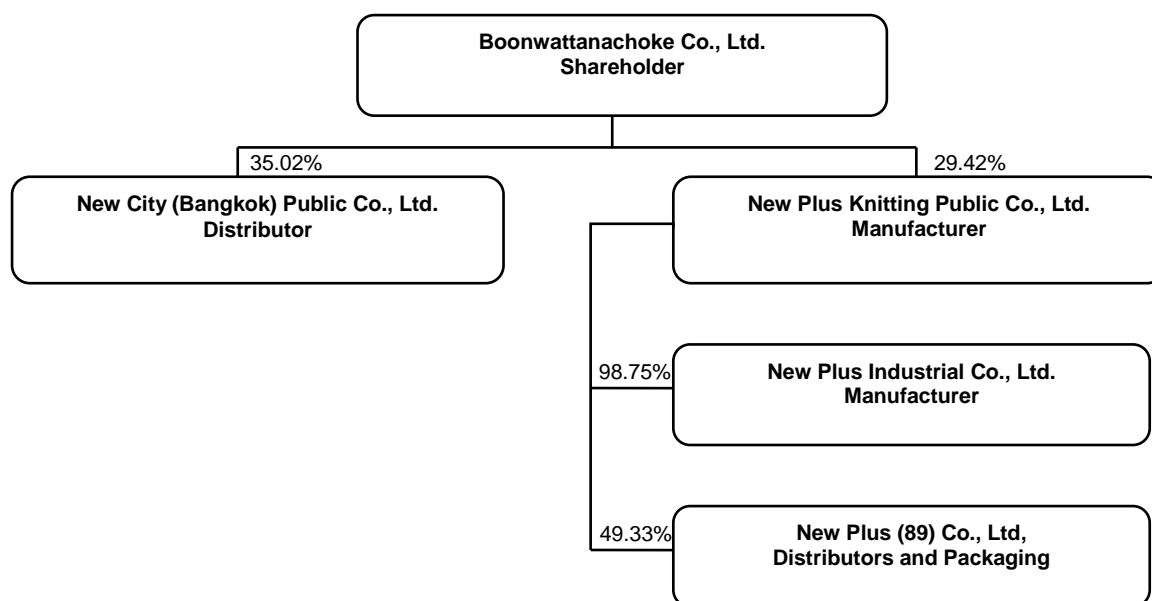 Boonwattanachoke Co., Ltd.
Shareholder
35.02%
29.42%
New City (Bangkok) Public Co., Ltd.
Distributor
New Plus Knitting Public Co., Ltd.
Manufacturer
98.75%
New Plus Industrial Co., Ltd.
Manufacturer
49.33%
New Plus (89) Co., Ltd,
Distributors and Packaging